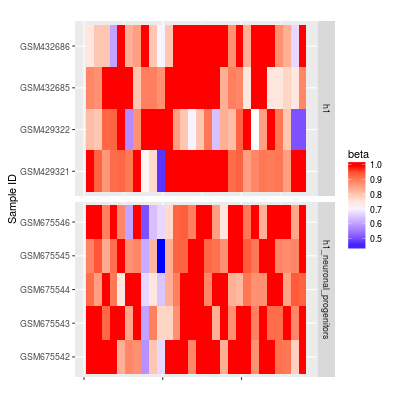 GSM432686
GSM432685
GSM429322
GSM429321
h1
GSM675546
GSM675545
GSM675544
GSM675543
GSM675542
h1_neuronal_progenitors
Sample ID
beta
1.0
0.9
0.8
0.7
0.6
0.5